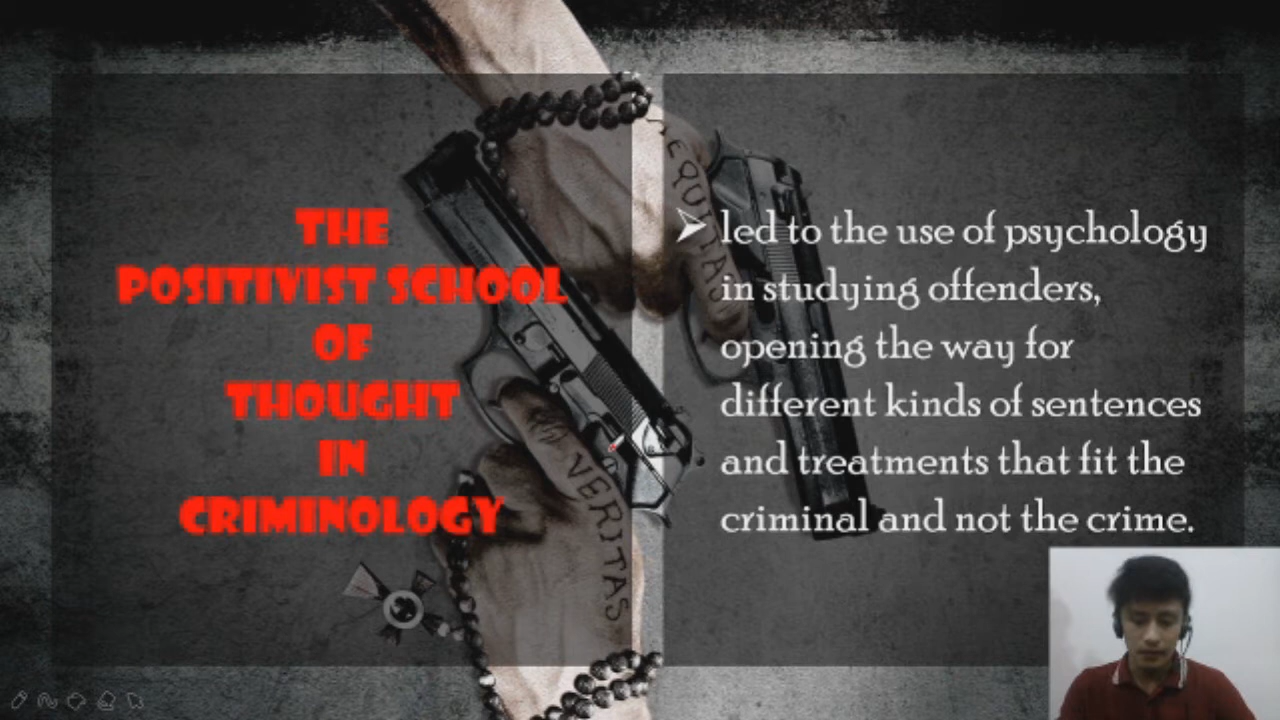 THE
POSITIVIST SCHOOL
OF
THOUGHT
IN
CRIMINOLOGY
led to the use of psychology
in studying offenders,
opening the way for
different kinds of sentences
and treatments that fit the
criminal and not the crime.
AEQUITAS
VERITAS